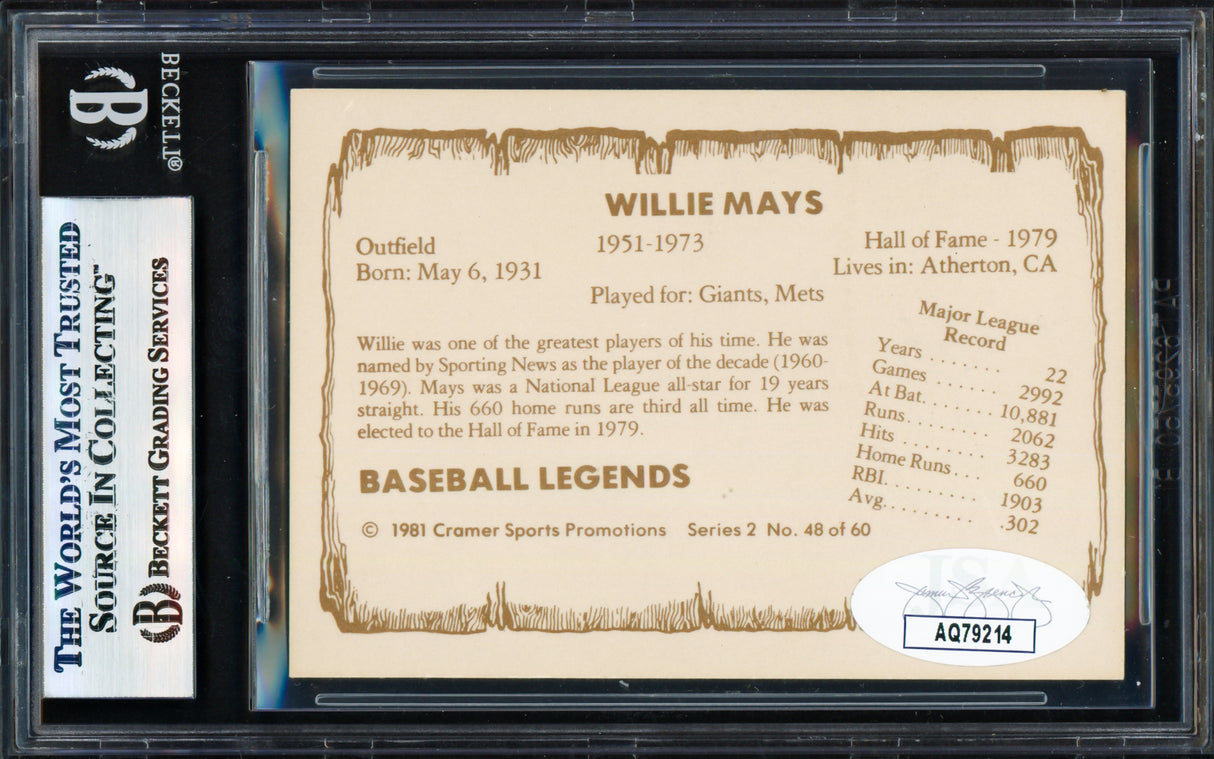 BECKETT®
B
THE WORLD'S MOST TRUSTED
SOURCE IN COLLECTING™
B BECKETT GRADING SERVICES
WILLIE MAYS
Outfield
1951-1973
Hall of Fame - 1979
Born: May 6, 1931
Lives in: Atherton, CA
Played for: Giants, Mets
Willie was one of the greatest players of his time. He was
named by Sporting News as the player of the decade (1960-
1969). Mays was a National League all-star for 19 years
straight. His 660 home runs are third all time. He was
elected to the Hall of Fame in 1979.
Major League
Record
Years ...... 22
Games ...... 2992
At Bat....... 10,881
Runs........ 2062
Hits ........ 3283
Home Runs... 660
RBI......... 1903
Avg......... .302
BASEBALL LEGENDS
© 1981 Cramer Sports Promotions Series 2 No. 48 of 60
JSA
AQ79214